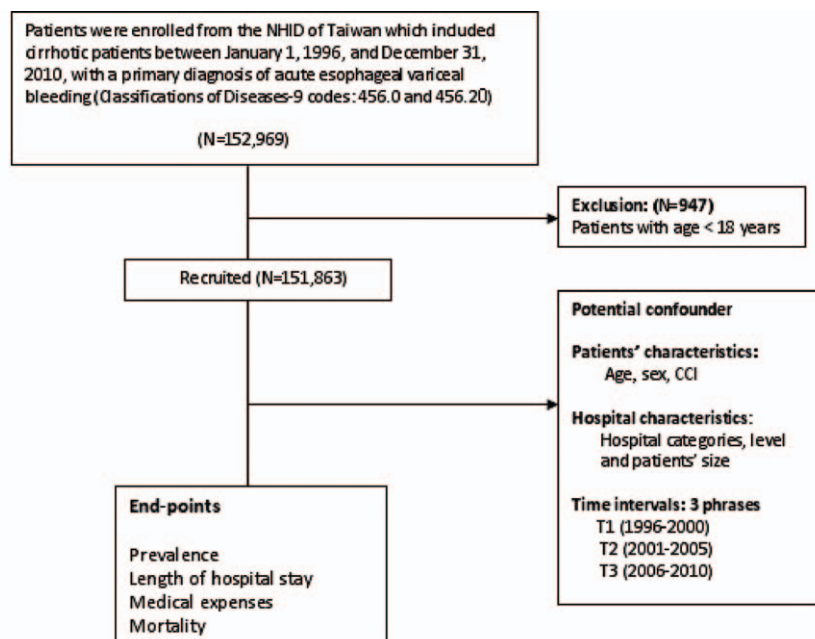 Patients were enrolled from the NHID of Taiwan which included
cirrhotic patients between January 1, 1996, and December 31,
2010, with a primary diagnosis of acute esophageal variceal
bleeding (Classifications of Diseases-9 codes: 456.0 and 456.20)
(N=152,969)
Exclusion: (N=947)
Patients with age < 18 years
Recruited (N=151,863)
Potential confounder
Patients’ characteristics:
Age, sex, CCI
Hospital characteristics:
Hospital categories, level
and patients’ size
Time intervals: 3 phrases
T1 (1996-2000)
T2 (2001-2005)
T3 (2006-2010)
End-points
Prevalence
Length of hospital stay
Medical expenses
Mortality